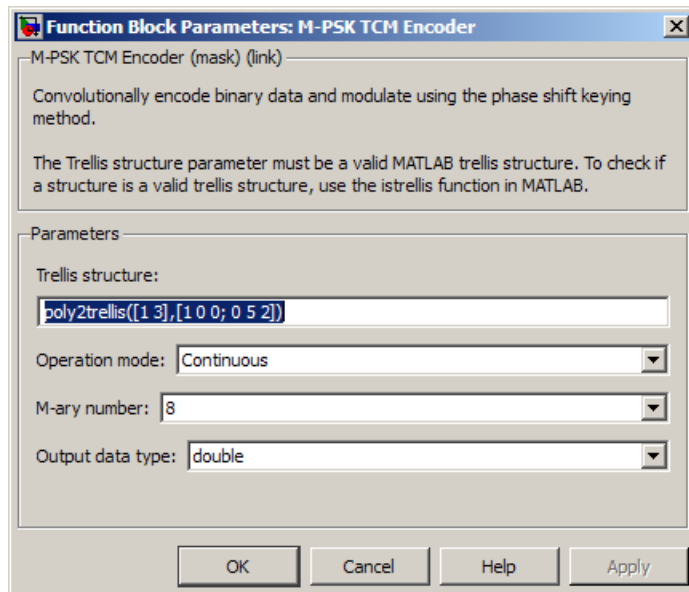 Function Block Parameters: M-PSK TCM Encoder
M-PSK TCM Encoder (mask) (link)
Convolutionally encode binary data and modulate using the phase shift keying
method.
The Trellis structure parameter must be a valid MATLAB trellis structure. To check if
a structure is a valid trellis structure, use the istrellis function in MATLAB.
Parameters
Trellis structure:
poly2trellis([1 3],[1 0 0; 0 5 2])
Operation mode: Continuous
M-ary number: 8
Output data type: double
OK Cancel Help Apply